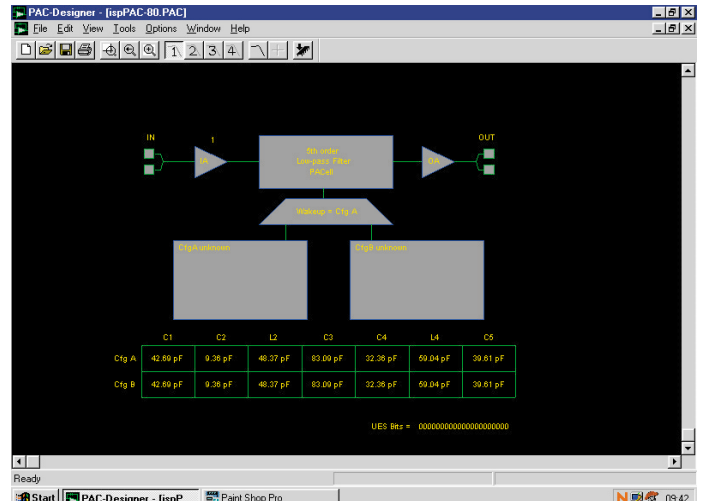 PAC-Designer - [ispPAC-80.PAC]
File Edit View Tools Options Window Help
1 2 3 4
IN
1
OUT
IA
5th order
Low-pass Filter
PACell
OA
Wakeup = Cfg A
CfgA unknown
CfgB unknown
C1 C2 L2 C3 C4 L4 C5
Cfg A 42.69 pF 9.36 pF 48.37 pF 83.09 pF 32.36 pF 59.04 pF 39.61 pF
Cfg B 42.69 pF 9.36 pF 48.37 pF 83.09 pF 32.36 pF 59.04 pF 39.61 pF
UES Bits = 000000000000000000000
Ready
Start PAC-Designer - [ispP... Paint Shop Pro N 09:42